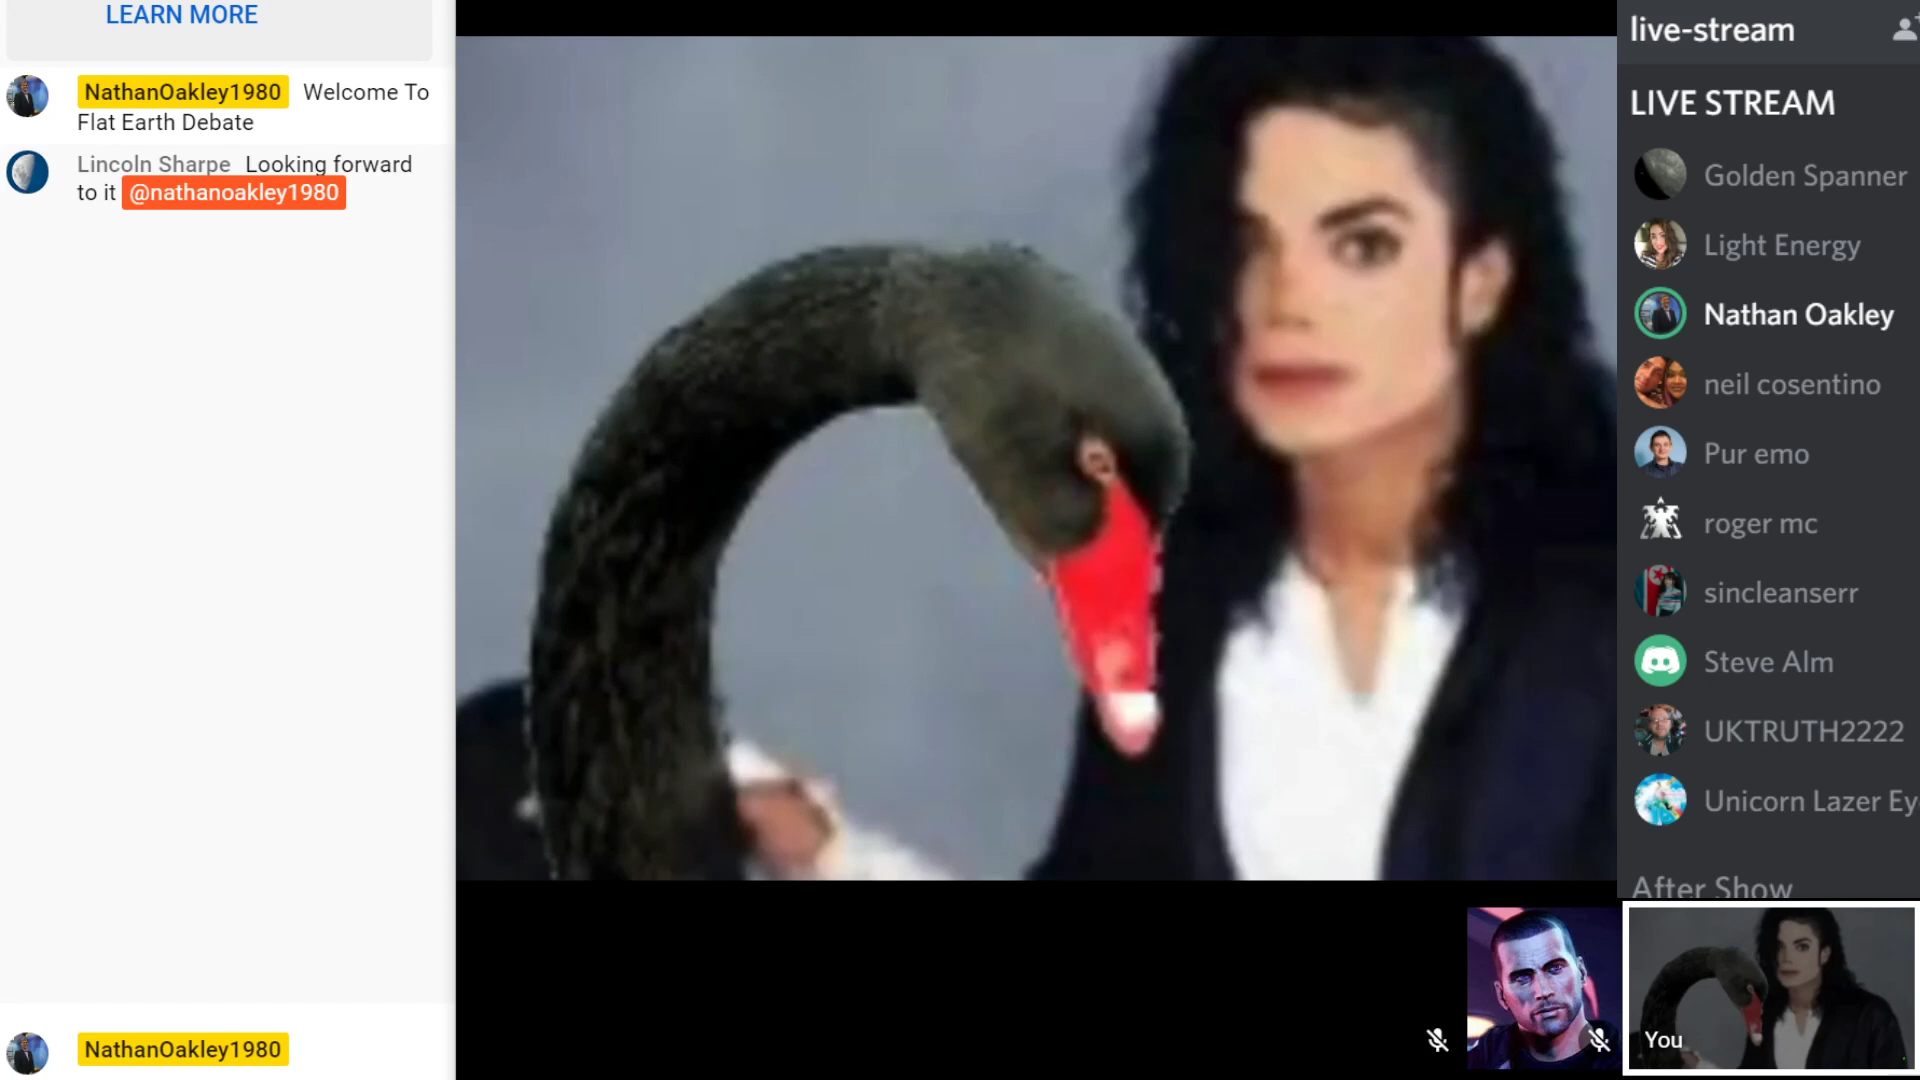 LEARN MORE
NathanOakley1980 Welcome To
Flat Earth Debate
Lincoln Sharpe Looking forward
to it @nathanoakley1980
NathanOakley1980
live-stream
LIVE STREAM
Golden Spanner
Light Energy
Nathan Oakley
neil cosentino
Pur emo
roger mc
sincleanserr
Steve Alm
UKTRUTH2222
Unicorn Lazer Ey
After Show
You